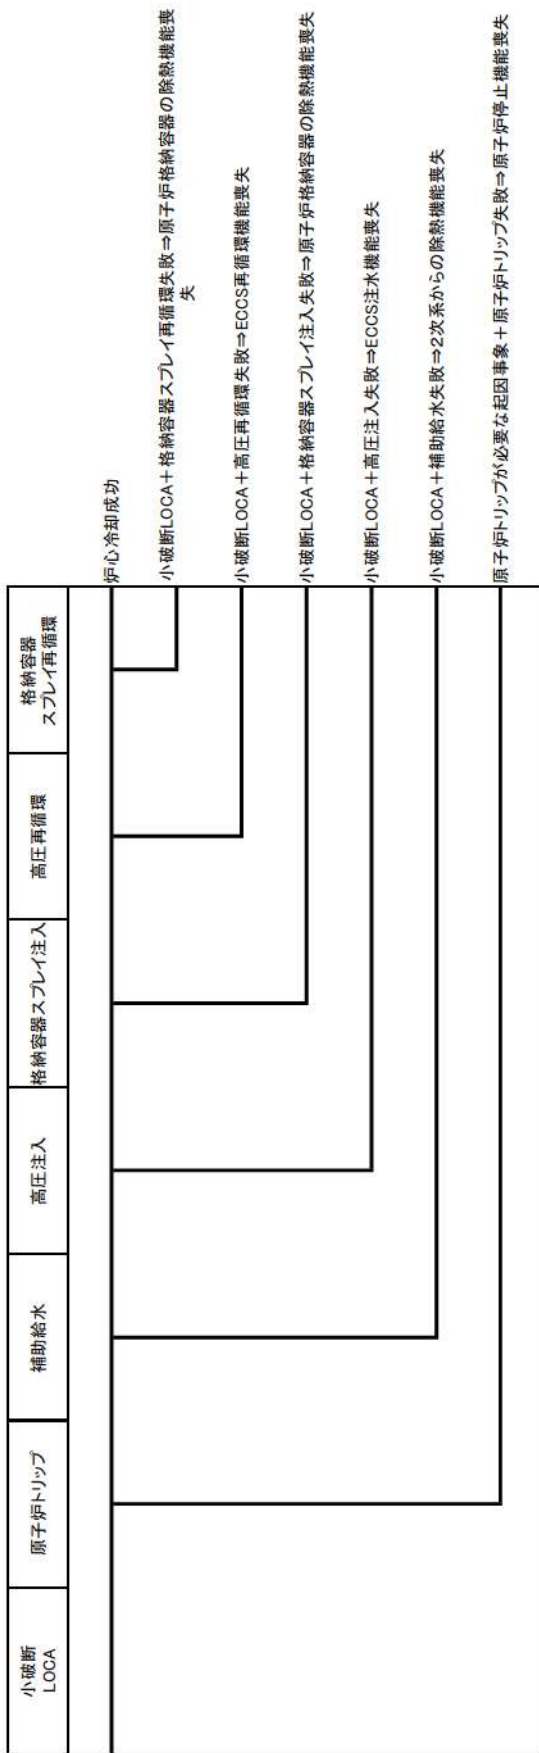 小破断
LOCA
原子炉トリップ
補助給水
高圧注入
格納容器スプレイ注入
高圧再循環
格納容器
スプレイ再循環
炉心冷却成功
小破断LOCA＋格納容器スプレイ再循環失敗⇒原子炉格納容器の除熱機能喪
失
小破断LOCA＋高圧再循環失敗⇒ECCS再循環機能喪失
小破断LOCA＋格納容器スプレイ注入失敗⇒原子炉格納容器の除熱機能喪失
小破断LOCA＋高圧注入失敗⇒ECCS注水機能喪失
小破断LOCA＋補助給水失敗⇒2次系からの除熱機能喪失
原子炉トリップが必要な起因事象＋原子炉トリップ失敗⇒原子炉停止機能喪失